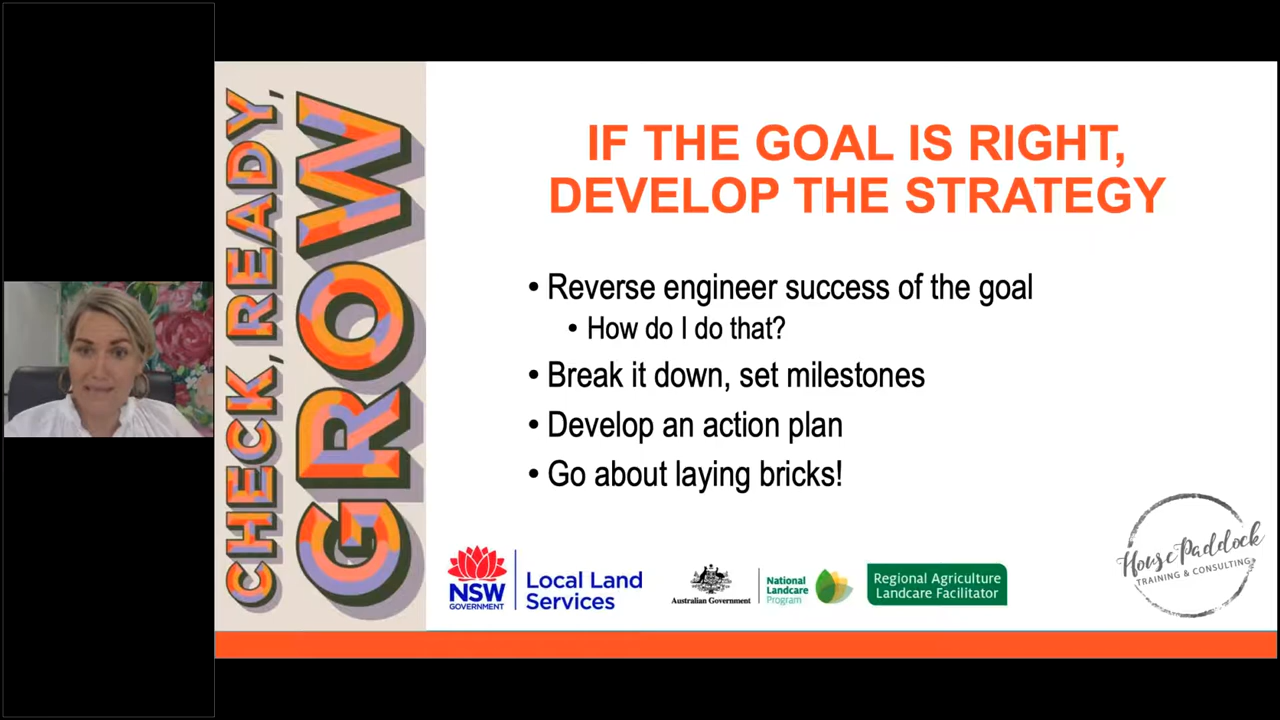 CHECK, READY,
GROW
IF THE GOAL IS RIGHT,
DEVELOP THE STRATEGY
• Reverse engineer success of the goal
• How do I do that?
• Break it down, set milestones
• Develop an action plan
• Go about laying bricks!
NSW
GOVERNMENT
Local Land
Services
Australian Government
National
Landcare
Program
Regional Agriculture
Landcare Facilitator
House Paddock
TRAINING & CONSULTING